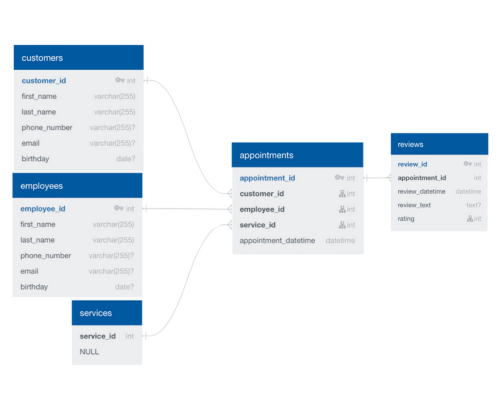 customers
customer_id int
first_name varchar(255)
last_name varchar(255)
phone_number varchar(255)?
email varchar(255)?
birthday date?
employees
employee_id int
first_name varchar(255)
last_name varchar(255)
phone_number varchar(255)?
email varchar(255)?
birthday date?
services
service_id int
NULL
appointments
appointment_id int
customer_id int
employee_id int
service_id int
appointment_datetime datetime
reviews
review_id int
appointment_id int
review_datetime datetime
review_text text?
rating int